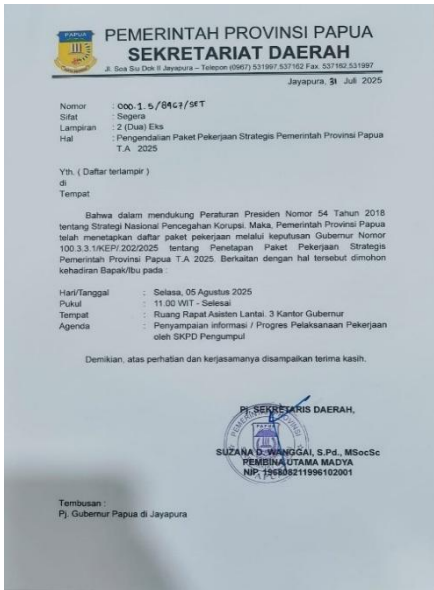 PAPUA
PEMERINTAH PROVINSI PAPUA
SEKRETARIAT DAERAH
Jl. Soa Siu Dok II Jayapura – Telepon (0967) 531997,537162 Fax. 537162,531997
Jayapura, 31 Juli 2025
Nomor : 000.1.5/8967/SET
Sifat : Segera
Lampiran : 2 (Dua) Eks
Hal : Pengendalian Paket Pekerjaan Strategis Pemerintah Provinsi Papua
T.A 2025
Yth. ( Daftar terlampir )
di
Tempat
Bahwa dalam mendukung Peraturan Presiden Nomor 54 Tahun 2018
tentang Strategi Nasional Pencegahan Korupsi. Maka, Pemerintah Provinsi Papua
telah menetapkan daftar paket pekerjaan melalui keputusan Gubernur Nomor
100.3.3.1/KEP/.202/2025 tentang Penetapan Paket Pekerjaan Strategis
Pemerintah Provinsi Papua T.A 2025. Berkaitan dengan hal tersebut dimohon
kehadiran Bapak/Ibu pada :
Hari/Tanggal : Selasa, 05 Agustus 2025
Pukul : 11.00 WIT - Selesai
Tempat : Ruang Rapat Asisten Lantai. 3 Kantor Gubernur
Agenda : Penyampaian informasi / Progres Pelaksanaan Pekerjaan
oleh SKPD Pengumpul
Demikian, atas perhatian dan kerjasamanya disampaikan terima kasih.
Pj. SEKRETARIS DAERAH,
SUZANA D. WANGGAI, S.Pd., MSocSc
PEMBINA UTAMA MADYA
NIP. 196808211996102001
Tembusan :
Pj. Gubernur Papua di Jayapura